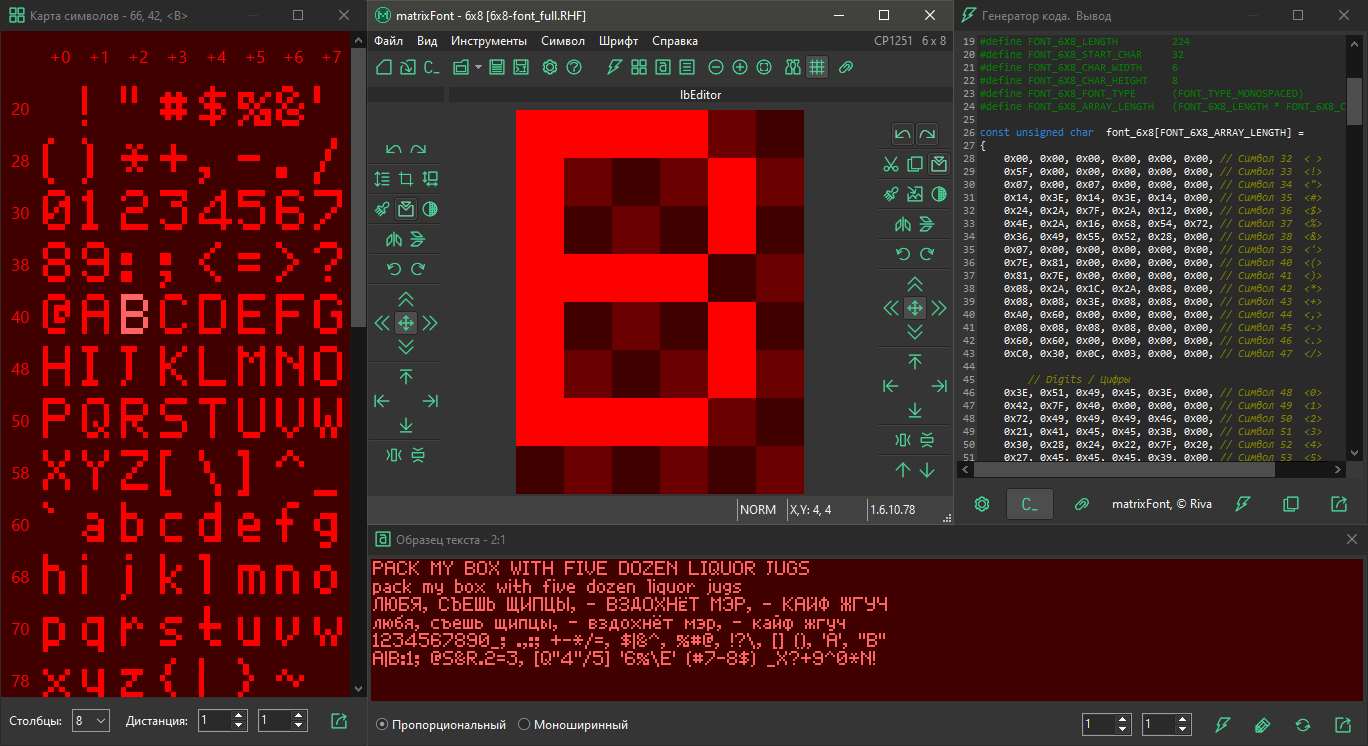 Карта символов - 66, 42, <B>
+0 +1 +2 +3 +4 +5 +6 +7
20 ! " # $ % & '
28 ( ) * + , - . /
30 0 1 2 3 4 5 6 7
38 8 9 : ; < = > ?
40 @ A B C D E F G
48 H I J K L M N O
50 P Q R S T U V W
58 X Y Z [ \ ] ^ _
60 ` a b c d e f g
68 h i j k l m n o
70 p q r s t u v w
78 x y z { | } ~
Столбцы: 8 Дистанция: 1 1
matrixFont - 6x8 [6x8-font_full.RHF]
Файл Вид Инструменты Символ Шрифт Справка CP1251 6 x 8
lbEditor
NORM X,Y: 4, 4 1.6.10.78
Генератор кода. Вывод
19 #define FONT_6X8_LENGTH 224
20 #define FONT_6X8_START_CHAR 32
21 #define FONT_6X8_CHAR_WIDTH 6
22 #define FONT_6X8_CHAR_HEIGHT 8
23 #define FONT_6X8_FONT_TYPE (FONT_TYPE_MONOSPACED)
24 #define FONT_6X8_ARRAY_LENGTH (FONT_6X8_LENGTH * FONT_6X8_C
25
26 const unsigned char font_6x8[FONT_6X8_ARRAY_LENGTH] =
27 {
28 0x00, 0x00, 0x00, 0x00, 0x00, 0x00, // Символ 32 < >
29 0x5F, 0x00, 0x00, 0x00, 0x00, 0x00, // Символ 33 <!>
30 0x07, 0x00, 0x07, 0x00, 0x00, 0x00, // Символ 34 <">
31 0x14, 0x3E, 0x14, 0x3E, 0x14, 0x00, // Символ 35 <#>
32 0x24, 0x2A, 0x7F, 0x2A, 0x12, 0x00, // Символ 36 <$>
33 0x4E, 0x2A, 0x16, 0x68, 0x54, 0x72, // Символ 37 <%>
34 0x36, 0x49, 0x55, 0x52, 0x28, 0x00, // Символ 38 <&>
35 0x07, 0x00, 0x00, 0x00, 0x00, 0x00, // Символ 39 <'>
36 0x7E, 0x81, 0x00, 0x00, 0x00, 0x00, // Символ 40 <(>
37 0x81, 0x7E, 0x00, 0x00, 0x00, 0x00, // Символ 41 <)>
38 0x08, 0x2A, 0x1C, 0x2A, 0x08, 0x00, // Символ 42 <*>
39 0x08, 0x08, 0x3E, 0x08, 0x08, 0x00, // Символ 43 <+>
40 0xA0, 0x60, 0x00, 0x00, 0x00, 0x00, // Символ 44 <,>
41 0x08, 0x08, 0x08, 0x08, 0x00, 0x00, // Символ 45 <->
42 0x60, 0x60, 0x00, 0x00, 0x00, 0x00, // Символ 46 <.>
43 0xC0, 0x30, 0x0C, 0x03, 0x00, 0x00, // Символ 47 </>
44
45 // Digits / Цифры
46 0x3E, 0x51, 0x49, 0x45, 0x3E, 0x00, // Символ 48 <0>
47 0x42, 0x7F, 0x40, 0x00, 0x00, 0x00, // Символ 49 <1>
48 0x72, 0x49, 0x49, 0x49, 0x46, 0x00, // Символ 50 <2>
49 0x21, 0x41, 0x45, 0x45, 0x3B, 0x00, // Символ 51 <3>
50 0x30, 0x28, 0x24, 0x22, 0x7F, 0x20, // Символ 52 <4>
51 0x27, 0x45, 0x45, 0x45, 0x39, 0x00, // Символ 53 <5>
C_ matrixFont, © Riva
Образец текста - 2:1
PACK MY BOX WITH FIVE DOZEN LIQUOR JUGS
pack my box with five dozen liquor jugs
ЛЮБЯ, СЪЕШЬ ЩИПЦЫ, - ВЗДОХНёТ МЭР, - КАЙФ ЖГУЧ
любя, съешь щипцы, - вздохнёт мэр, - кайф жгуч
1234567890_; .,:; +-*/=, $|&^, %#@, !?\, [] (), 'A', "B"
A|B:1; @S&R.2=3, [Q"4"/5] '6%\E' (#7-8$) _X?+9^0*N!
Пропорциональный Моноширинный 1 1